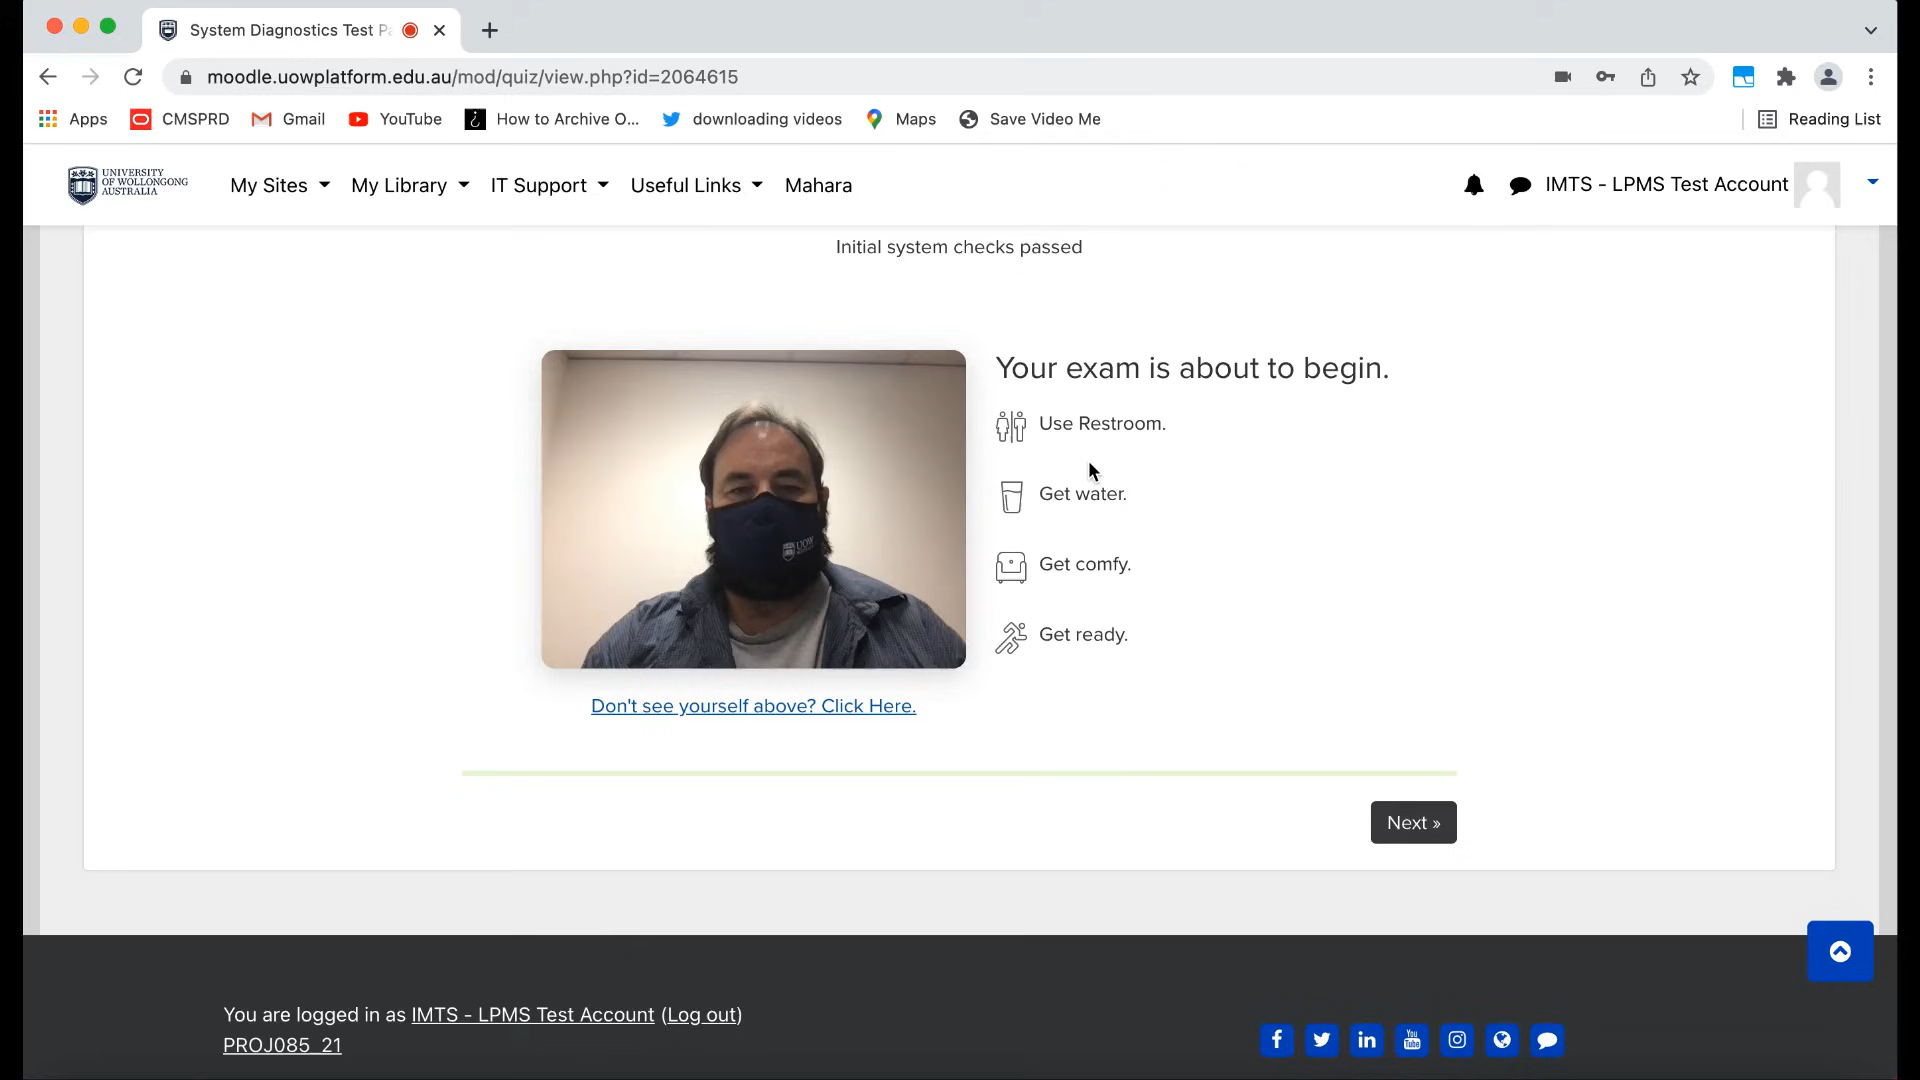 System Diagnostics Test P
moodle.uowplatform.edu.au/mod/quiz/view.php?id=2064615
Apps CMSPRD Gmail YouTube How to Archive O... downloading videos Maps Save Video Me Reading List
UNIVERSITY
OF WOLLONGONG
AUSTRALIA
My Sites My Library IT Support Useful Links Mahara IMTS - LPMS Test Account
Initial system checks passed
Your exam is about to begin.
Use Restroom.
Get water.
Get comfy.
Get ready.
UOW
Don't see yourself above? Click Here.
Next »
You are logged in as IMTS - LPMS Test Account (Log out)
PROJ085_21
You
Tube